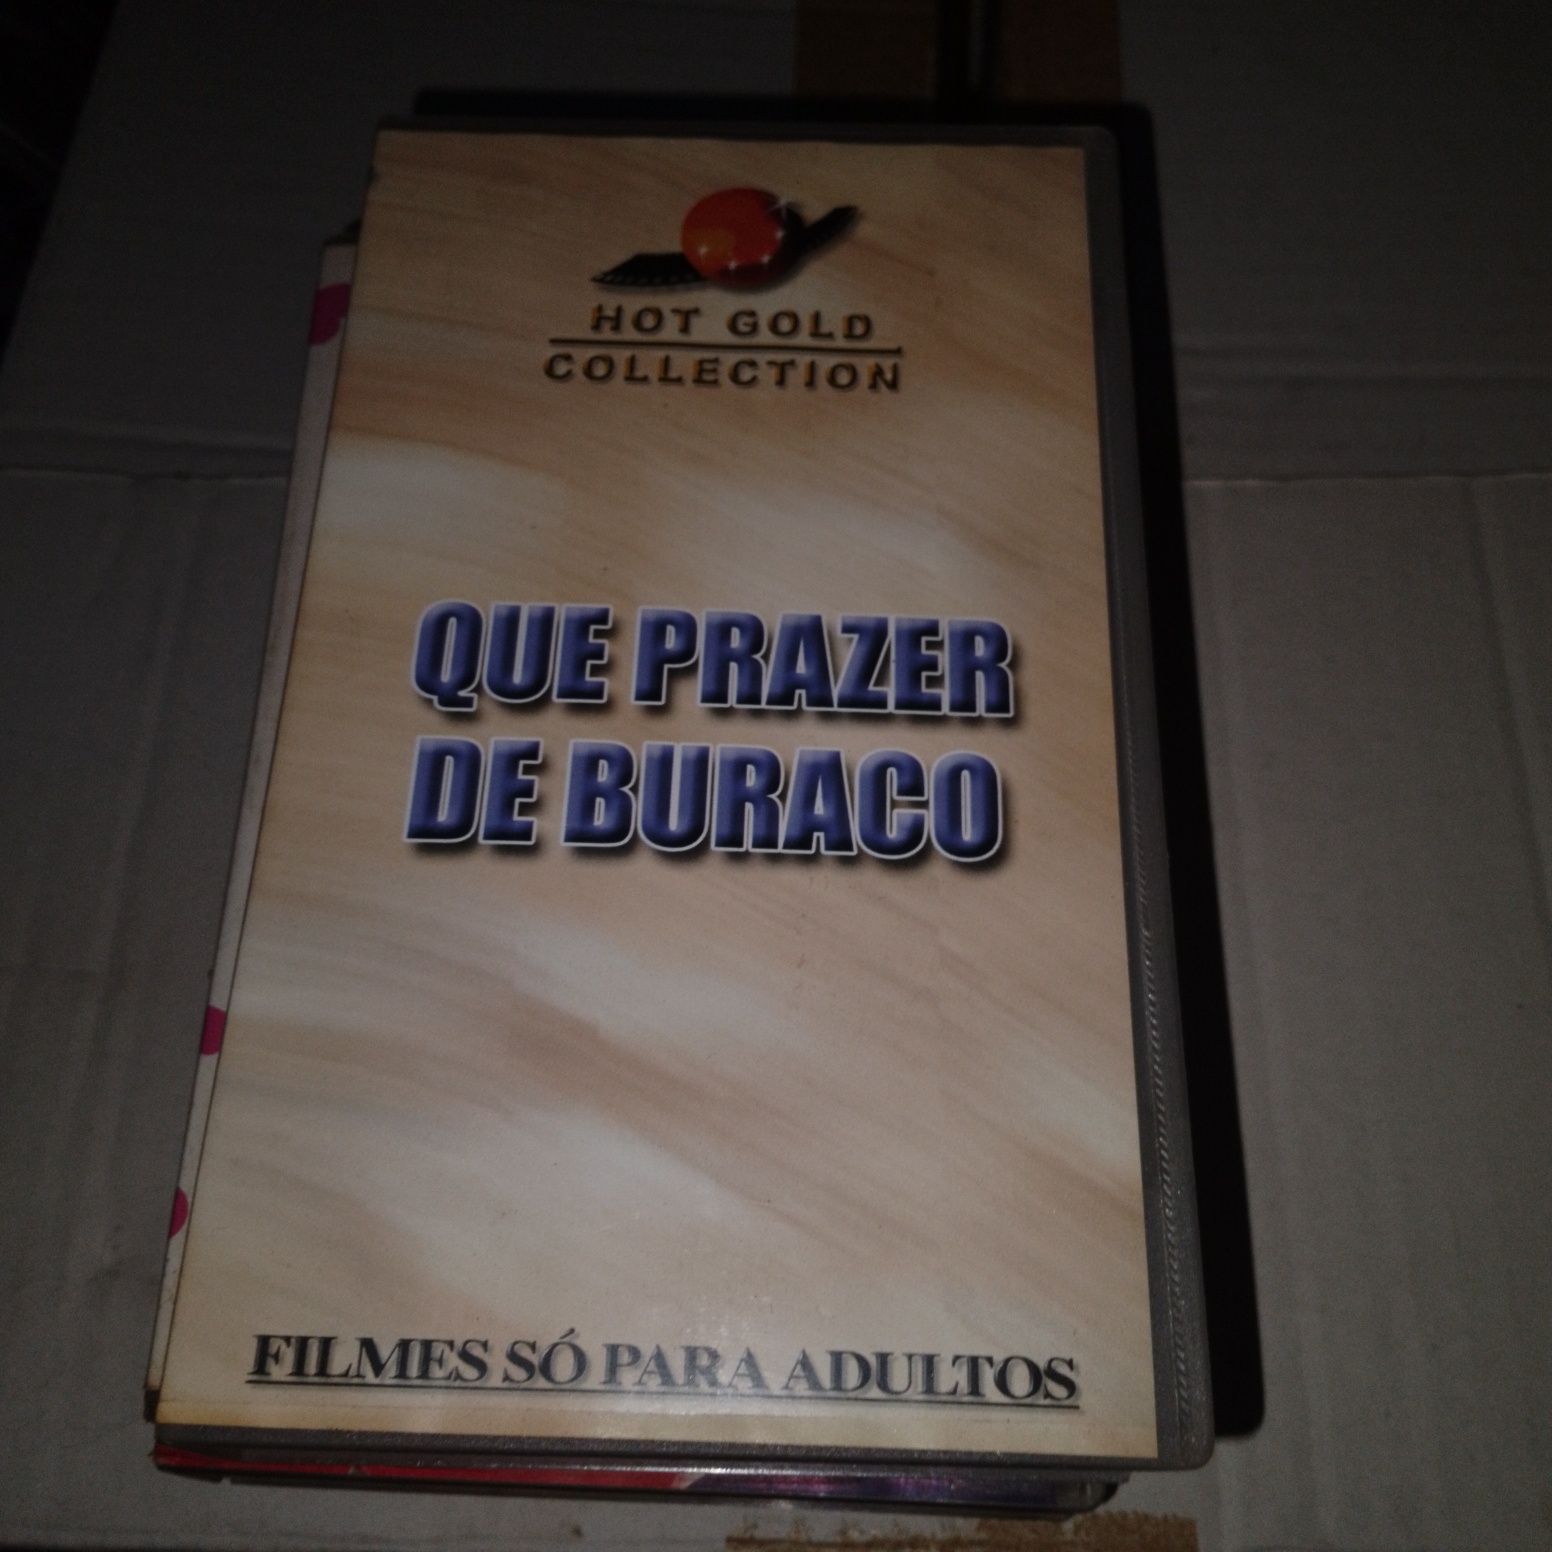 HOT GOLD
COLLECTION
QUE PRAZER
DE BURACO
FILMES SÓ PARA ADULTOS